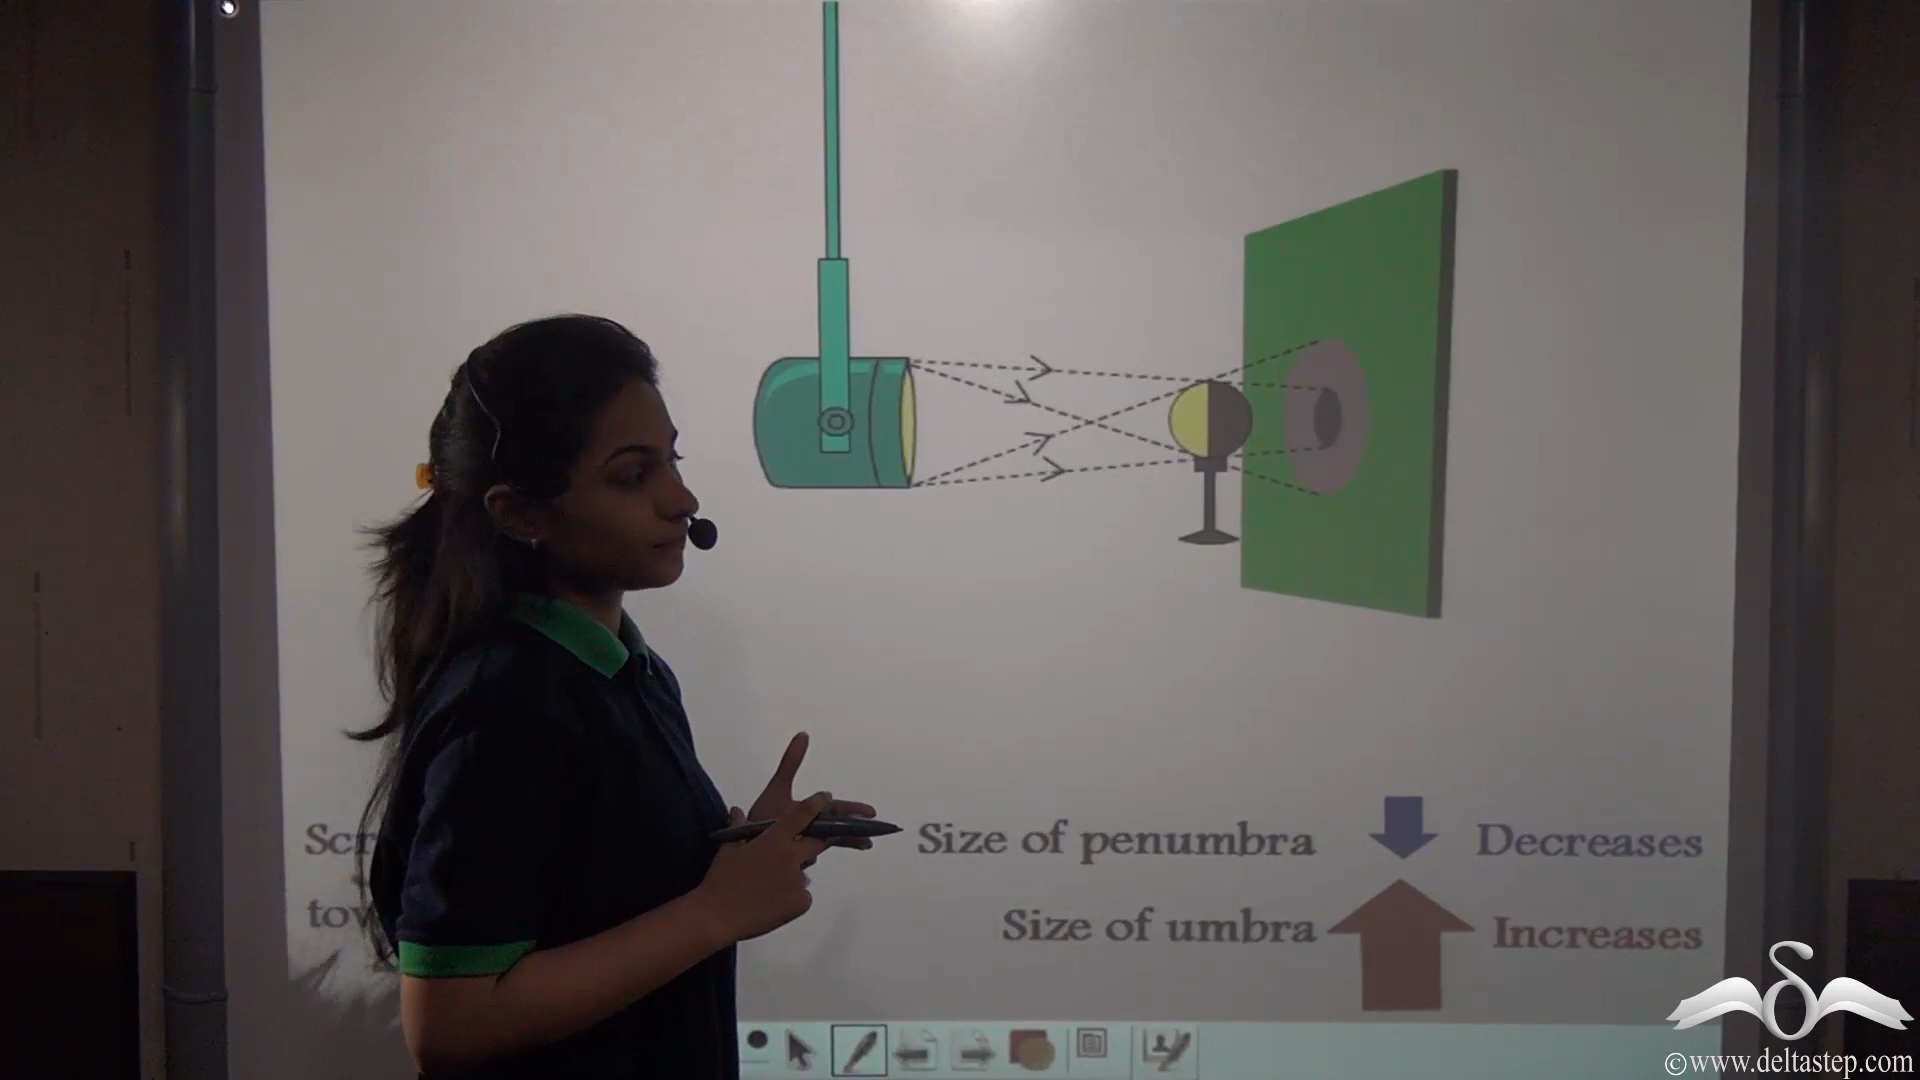 Size of penumbra Decreases
Size of umbra Increases
©www.deltastep.com